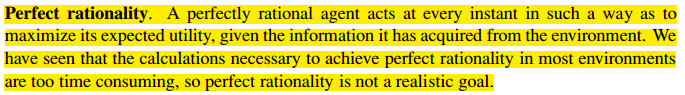 Perfect rationality. A perfectly rational agent acts at every instant in such a way as to
maximize its expected utility, given the information it has acquired from the environment. We
have seen that the calculations necessary to achieve perfect rationality in most environments
are too time consuming, so perfect rationality is not a realistic goal.